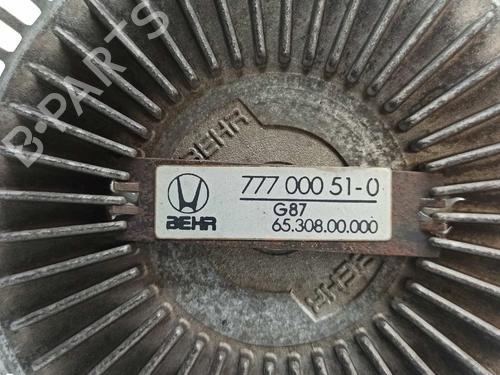 B-PARTS
BEHR
777 000 51-0
G87
BEHR
65.308.00.000
BEHR